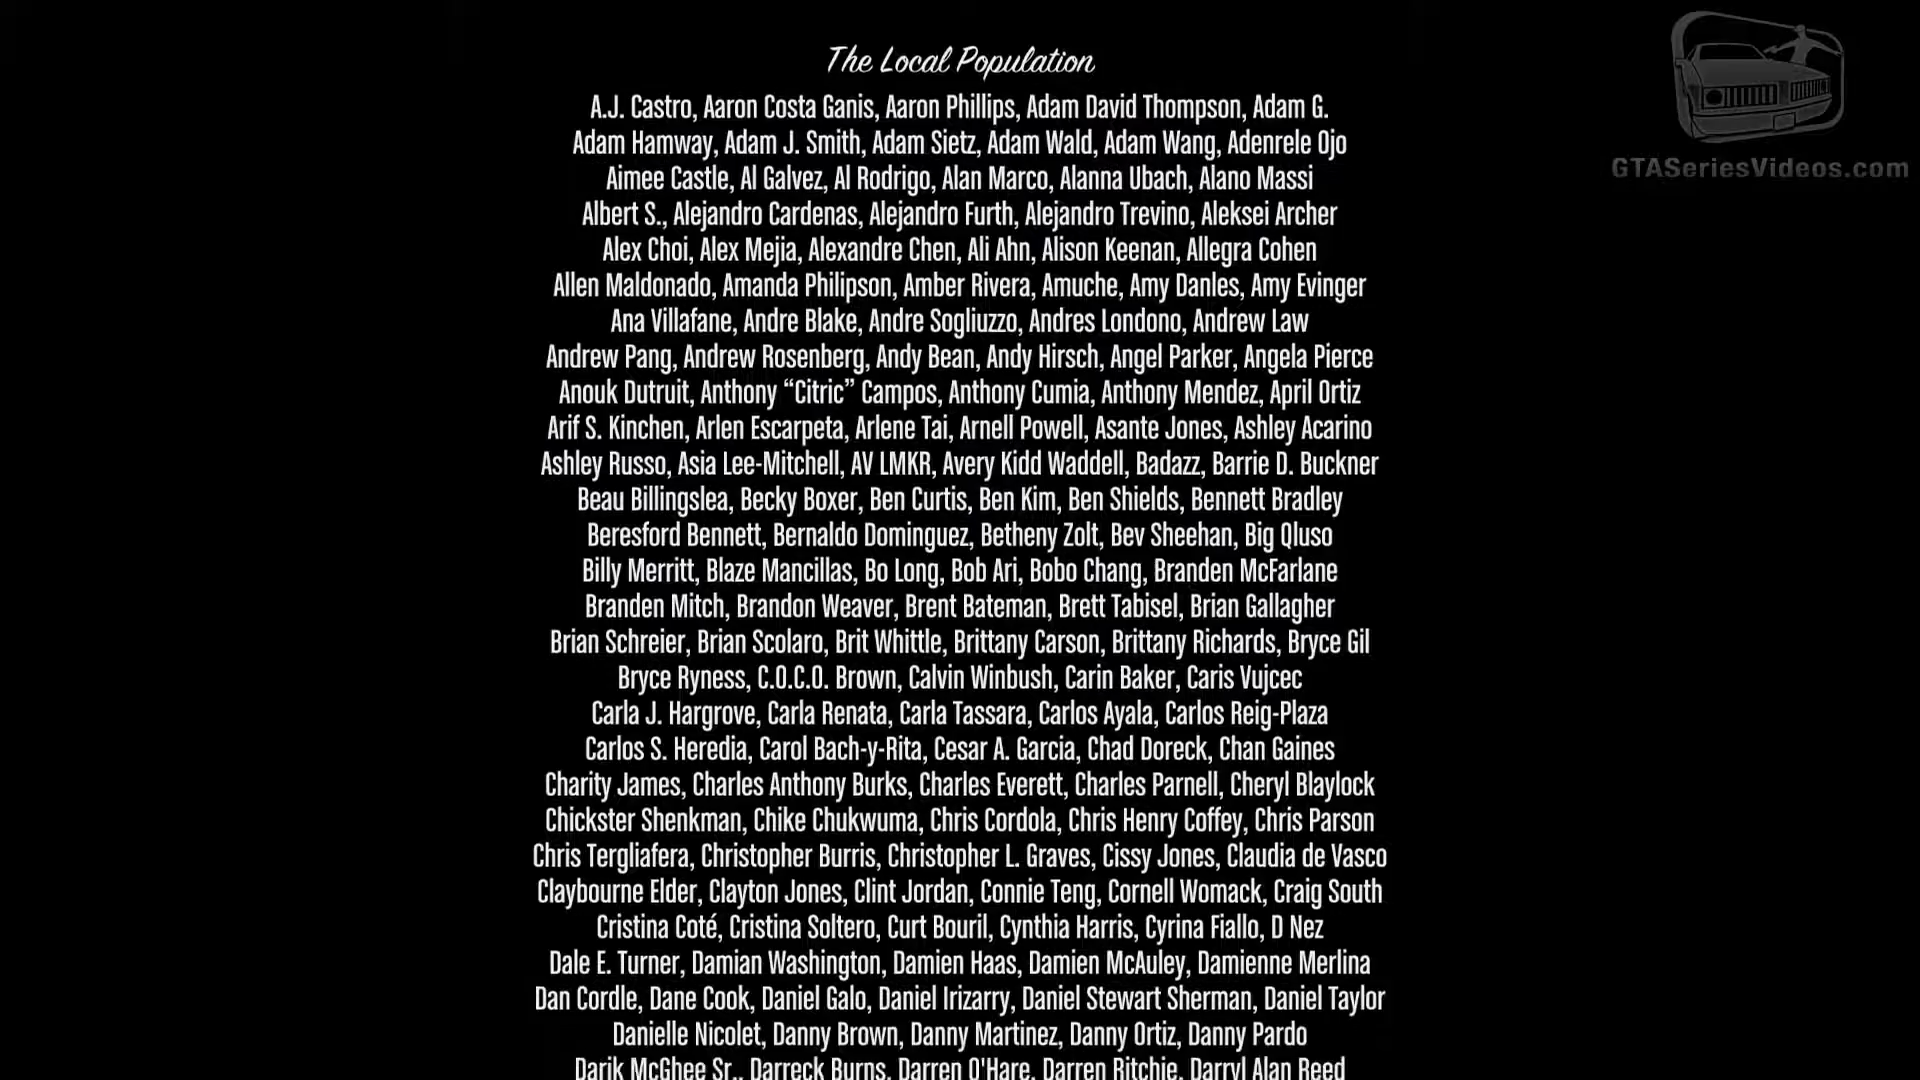 The Local Population
A.J. Castro, Aaron Costa Ganis, Aaron Phillips, Adam David Thompson, Adam G.
Adam Hamway, Adam J. Smith, Adam Sietz, Adam Wald, Adam Wang, Adenrele Ojo
Aimee Castle, Al Galvez, Al Rodrigo, Alan Marco, Alanna Ubach, Alano Massi
Albert S., Alejandro Cardenas, Alejandro Furth, Alejandro Trevino, Aleksei Archer
Alex Choi, Alex Mejia, Alexandre Chen, Ali Ahn, Alison Keenan, Allegra Cohen
Allen Maldonado, Amanda Philipson, Amber Rivera, Amuche, Amy Danles, Amy Evinger
Ana Villafane, Andre Blake, Andre Sogliuzzo, Andres Londono, Andrew Law
Andrew Pang, Andrew Rosenberg, Andy Bean, Andy Hirsch, Angel Parker, Angela Pierce
Anouk Dutruit, Anthony “Citric” Campos, Anthony Cumia, Anthony Mendez, April Ortiz
Arif S. Kinchen, Arlen Escarpeta, Arlene Tai, Arnell Powell, Asante Jones, Ashley Acarino
Ashley Russo, Asia Lee-Mitchell, AV LMKR, Avery Kidd Waddell, Badazz, Barrie D. Buckner
Beau Billingslea, Becky Boxer, Ben Curtis, Ben Kim, Ben Shields, Bennett Bradley
Beresford Bennett, Bernaldo Dominguez, Betheny Zolt, Bev Sheehan, Big Qluso
Billy Merritt, Blaze Mancillas, Bo Long, Bob Ari, Bobo Chang, Branden McFarlane
Branden Mitch, Brandon Weaver, Brent Bateman, Brett Tabisel, Brian Gallagher
Brian Schreier, Brian Scolaro, Brit Whittle, Brittany Carson, Brittany Richards, Bryce Gil
Bryce Ryness, C.O.C.O. Brown, Calvin Winbush, Carin Baker, Caris Vujcec
Carla J. Hargrove, Carla Renata, Carla Tassara, Carlos Ayala, Carlos Reig-Plaza
Carlos S. Heredia, Carol Bach-y-Rita, Cesar A. Garcia, Chad Doreck, Chan Gaines
Charity James, Charles Anthony Burks, Charles Everett, Charles Parnell, Cheryl Blaylock
Chickster Shenkman, Chike Chukwuma, Chris Cordola, Chris Henry Coffey, Chris Parson
Chris Tergliafera, Christopher Burris, Christopher L. Graves, Cissy Jones, Claudia de Vasco
Claybourne Elder, Clayton Jones, Clint Jordan, Connie Teng, Cornell Womack, Craig South
Cristina Coté, Cristina Soltero, Curt Bouril, Cynthia Harris, Cyrina Fiallo, D Nez
Dale E. Turner, Damian Washington, Damien Haas, Damien McAuley, Damienne Merlina
Dan Cordle, Dane Cook, Daniel Galo, Daniel Irizarry, Daniel Stewart Sherman, Daniel Taylor
Danielle Nicolet, Danny Brown, Danny Martinez, Danny Ortiz, Danny Pardo
Darik McGhee Sr., Darreck Burns, Darren O'Hare, Darren Ritchie, Darryl Alan Reed
GTASeriesVideos.com